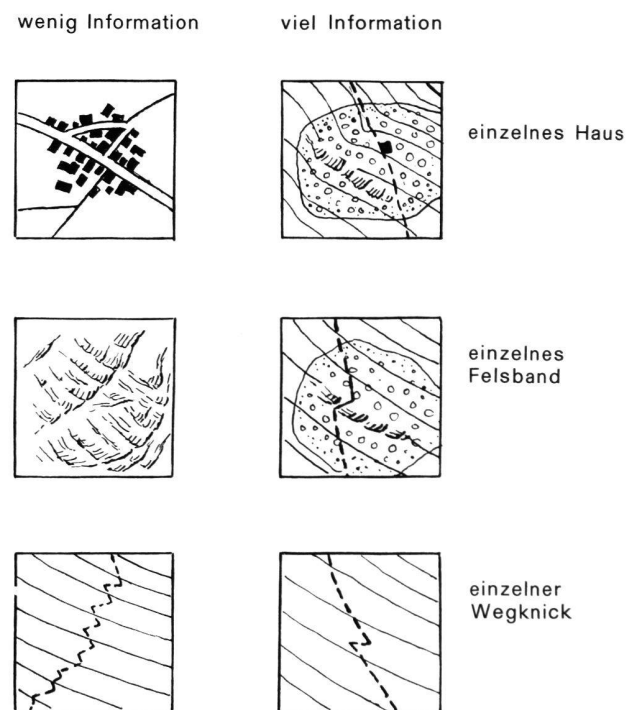 wenig Information
viel Information
einzelnes Haus
einzelnes
Felsband
einzelner
Wegknick